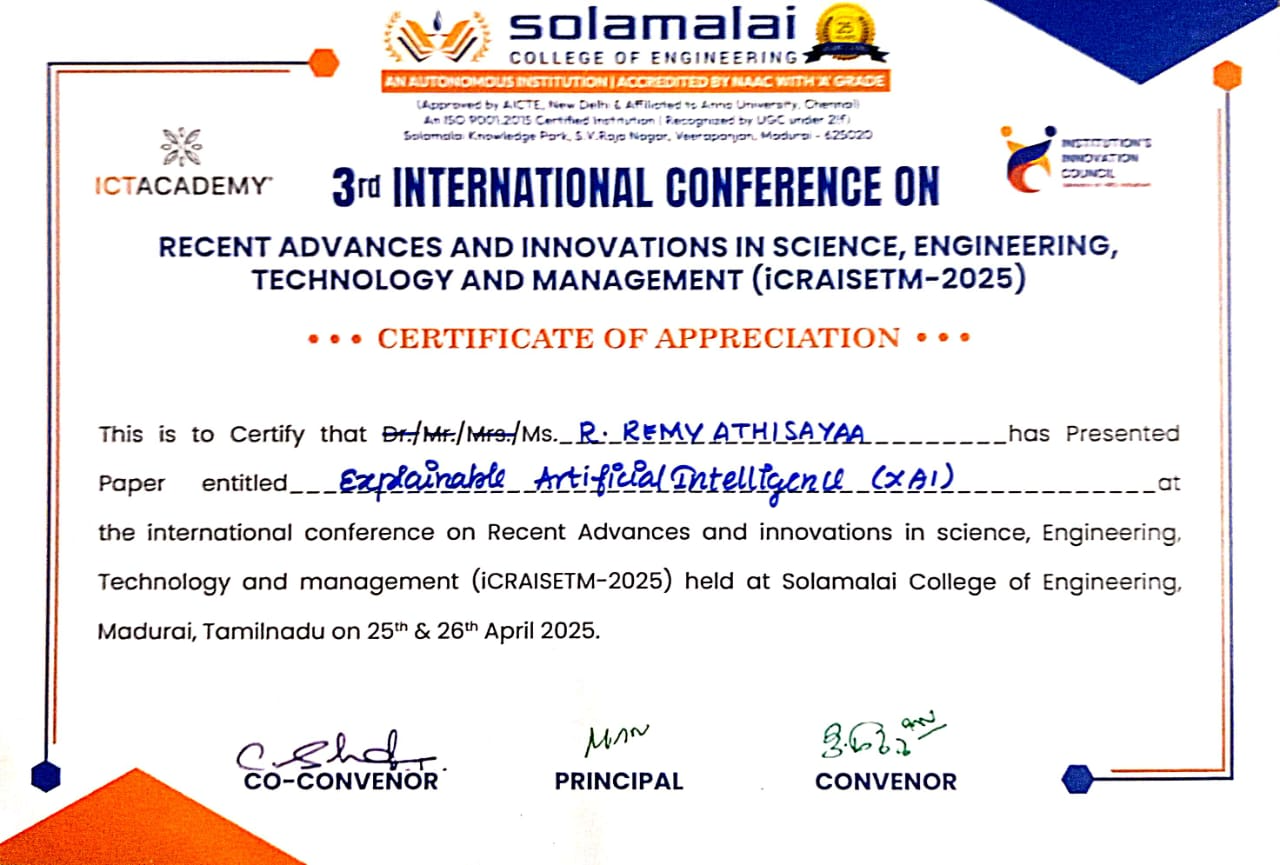 solamalai
COLLEGE OF ENGINEERING
25 YEARS
AN AUTONOMOUS INSTITUTION | ACCREDITED BY NAAC WITH 'A' GRADE
(Approved by AICTE, New Delhi & Affiliated to Anna University, Chennai)
An ISO 9001:2015 Certified Institution | Recognized by UGC under 2(f)
Solamalai Knowledge Park, S.V.Raja Nagar, Veerapanjan, Madurai - 625020
ICTACADEMY
INSTITUTION'S
INNOVATION
COUNCIL
3rd INTERNATIONAL CONFERENCE ON
RECENT ADVANCES AND INNOVATIONS IN SCIENCE, ENGINEERING,
TECHNOLOGY AND MANAGEMENT (iCRAISETM-2025)
••• CERTIFICATE OF APPRECIATION •••
This is to Certify that Dr./Mr./Mrs./Ms. R. REMY ATHISAYAA has Presented
Paper entitled Explainable Artificial Intelligence (XAI) at
the international conference on Recent Advances and innovations in science, Engineering,
Technology and management (iCRAISETM-2025) held at Solamalai College of Engineering,
Madurai, Tamilnadu on 25th & 26th April 2025.
CO-CONVENOR PRINCIPAL CONVENOR